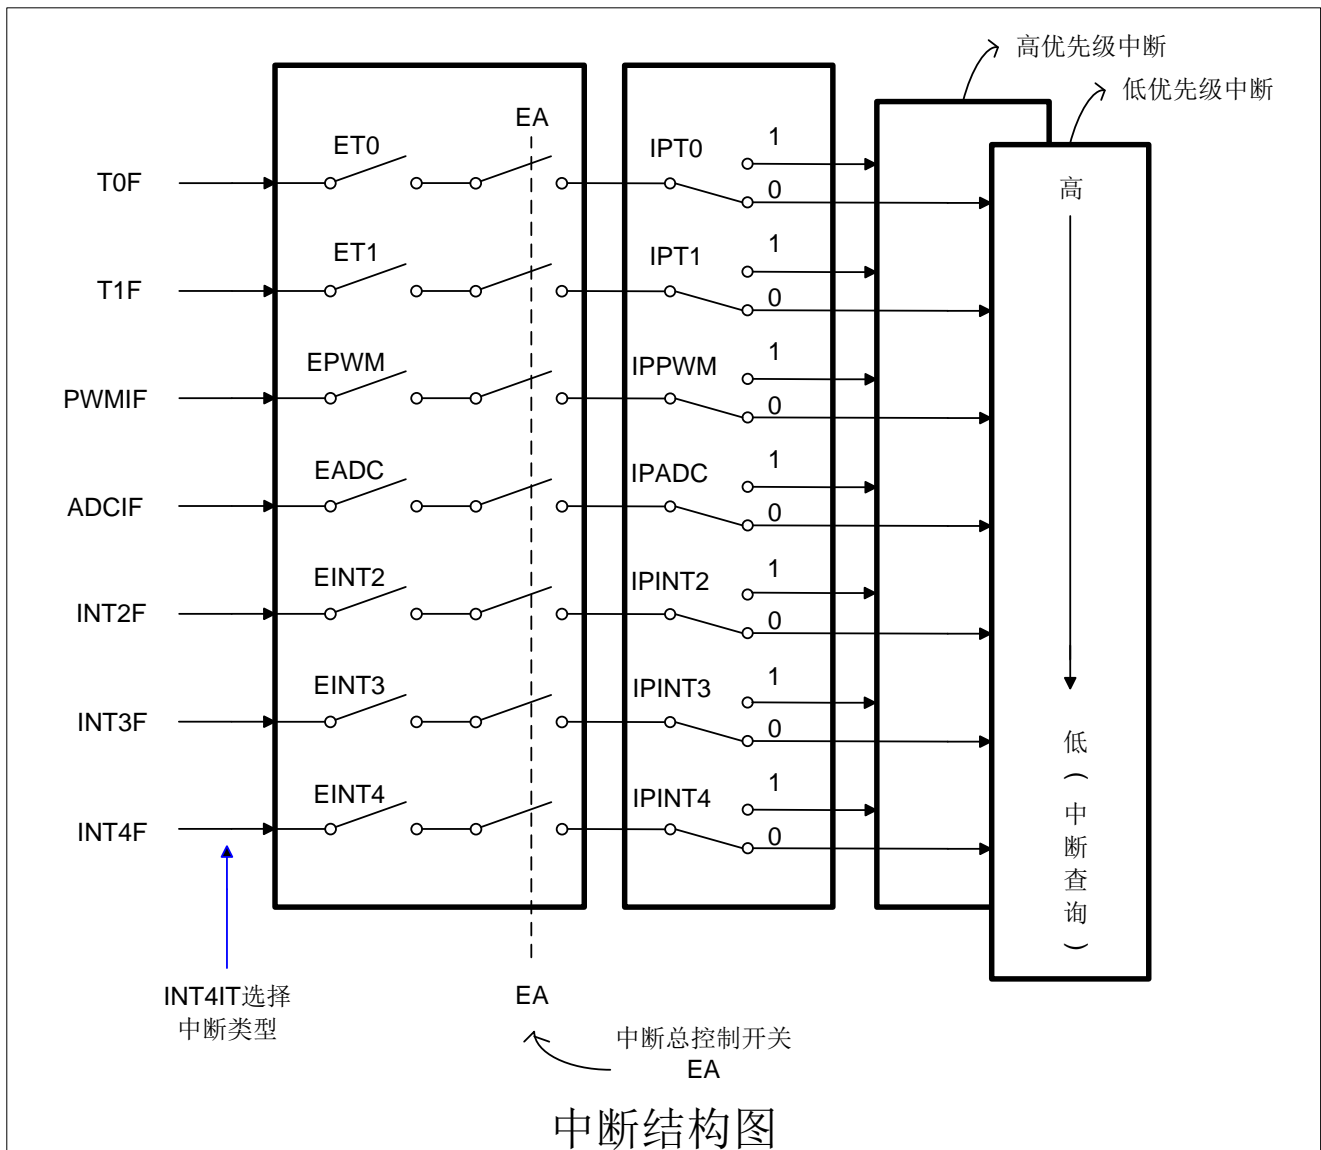 高优先级中断
低优先级中断
EA
T0F
ET0
IPT0
1
0
高
T1F
ET1
IPT1
1
0
PWMIF
EPWM
IPPWM
1
0
ADCIF
EADC
IPADC
1
0
INT2F
EINT2
IPINT2
1
0
INT3F
EINT3
IPINT3
1
0
INT4F
EINT4
IPINT4
1
0
低(中断查询)
INT4IT选择
中断类型
EA
中断总控制开关
EA
中断结构图